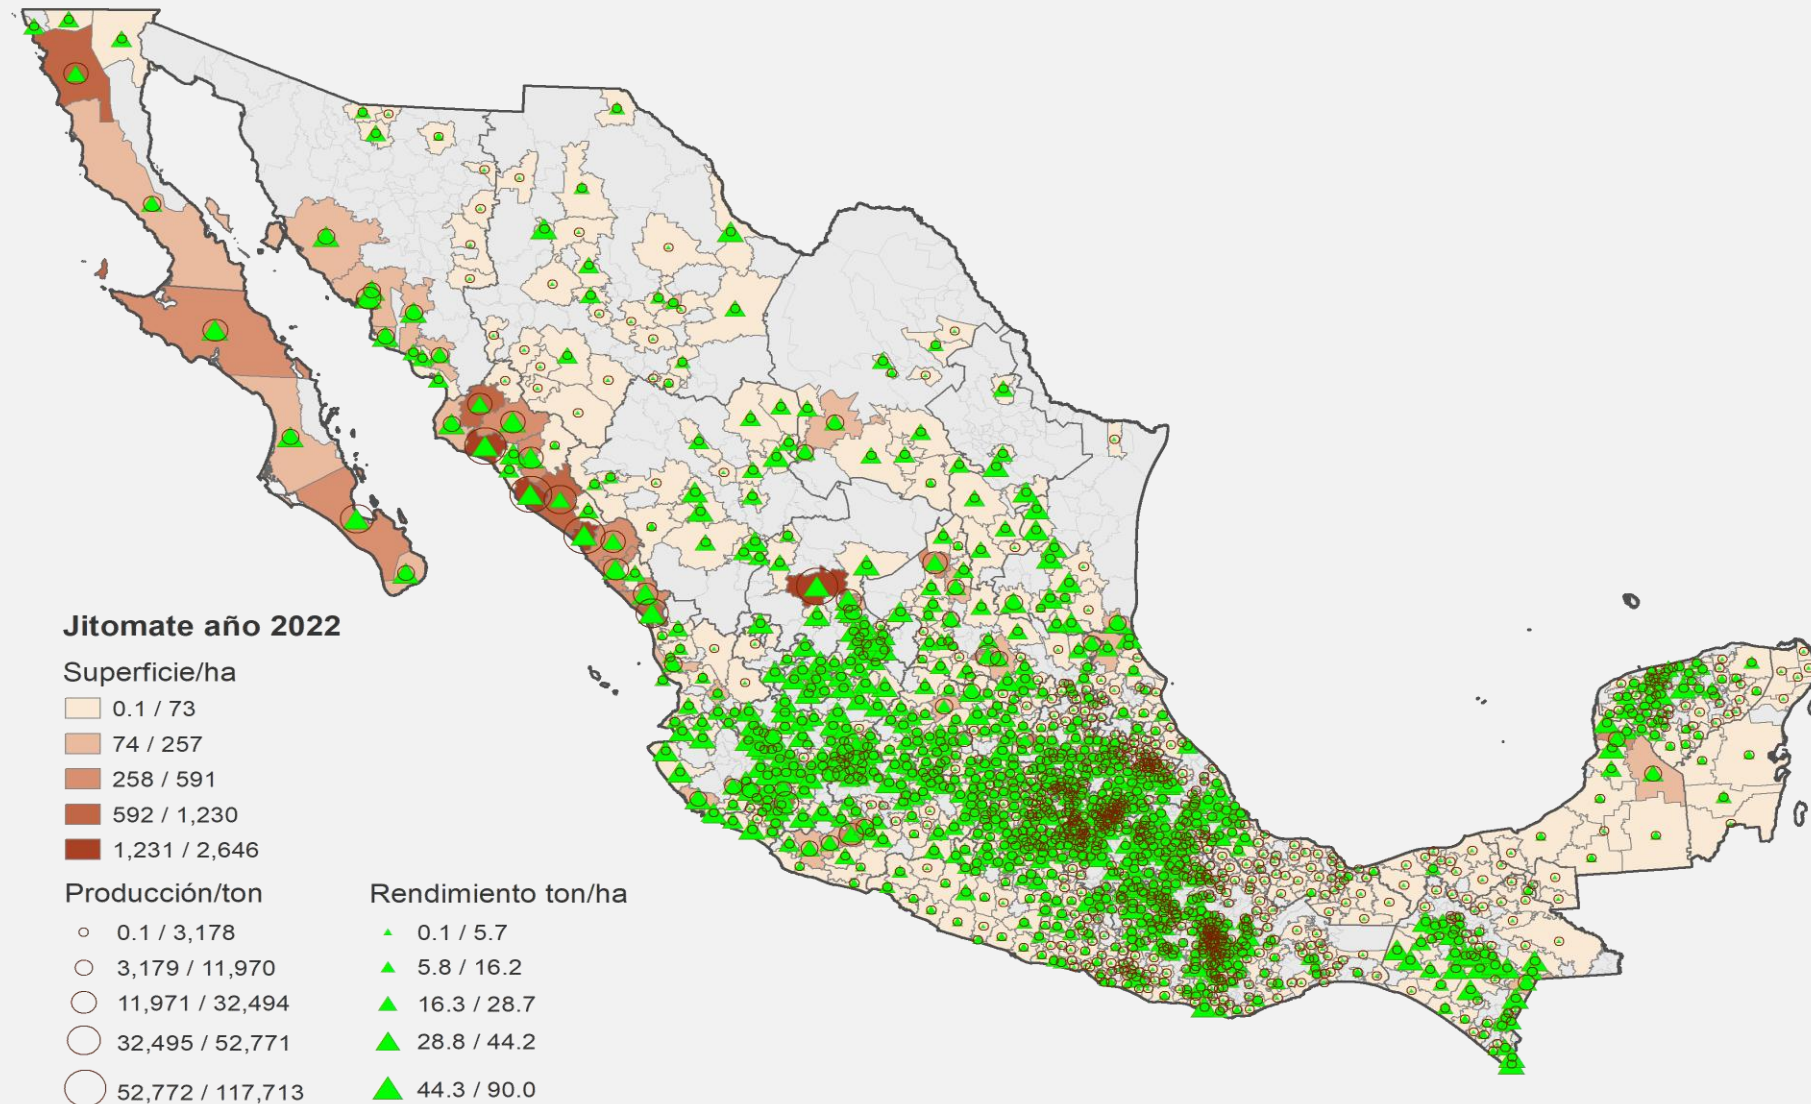 Jitomate año 2022
Superficie/ha
0.1 / 73
74 / 257
258 / 591
592 / 1,230
1,231 / 2,646
Producción/ton
0.1 / 3,178
3,179 / 11,970
11,971 / 32,494
32,495 / 52,771
52,772 / 117,713
Rendimiento ton/ha
0.1 / 5.7
5.8 / 16.2
16.3 / 28.7
28.8 / 44.2
44.3 / 90.0